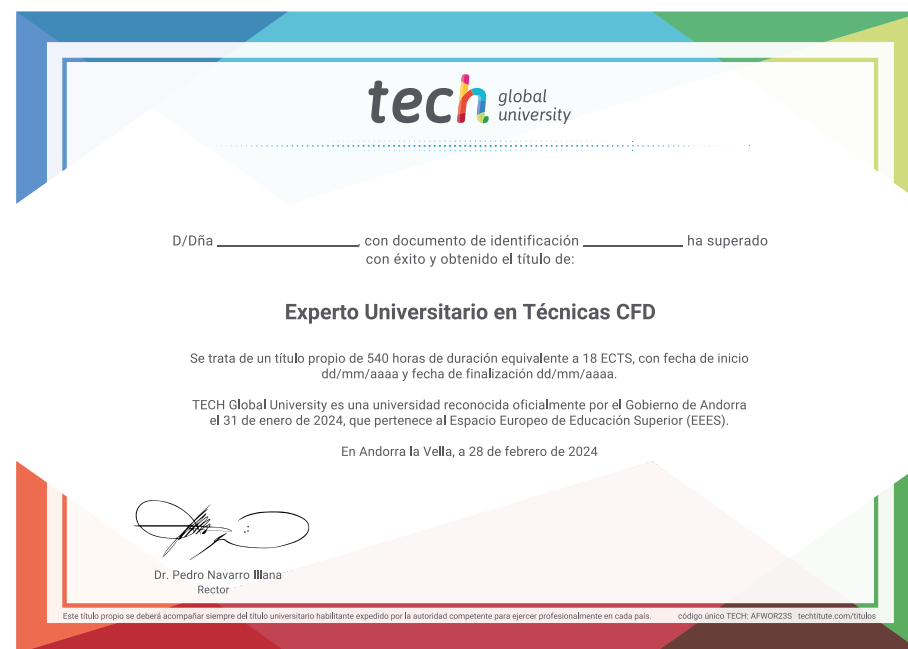 tech global university
D/Dña ____________, con documento de identificación ____________ ha superado
con éxito y obtenido el título de:
Experto Universitario en Técnicas CFD
Se trata de un título propio de 540 horas de duración equivalente a 18 ECTS, con fecha de inicio
dd/mm/aaaa y fecha de finalización dd/mm/aaaa.
TECH Global University es una universidad reconocida oficialmente por el Gobierno de Andorra
el 31 de enero de 2024, que pertenece al Espacio Europeo de Educación Superior (EEES).
En Andorra la Vella, a 28 de febrero de 2024
Dr. Pedro Navarro Illana
Rector
Este título propio se deberá acompañar siempre del título universitario habilitante expedido por la autoridad competente para ejercer profesionalmente en cada país. código único TECH: AFWOR23S techtitute.com/titulos